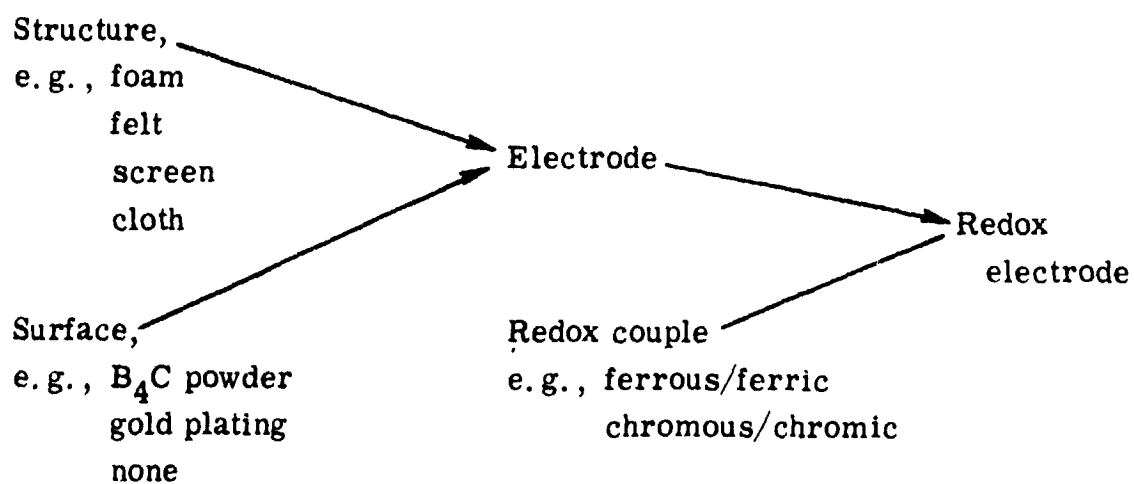 Structure,
e.g., foam
felt
screen
cloth
Electrode
Redox
electrode
Surface,
e.g., B₄C powder
gold plating
none
Redox couple
e.g., ferrous/ferric
chromous/chromic